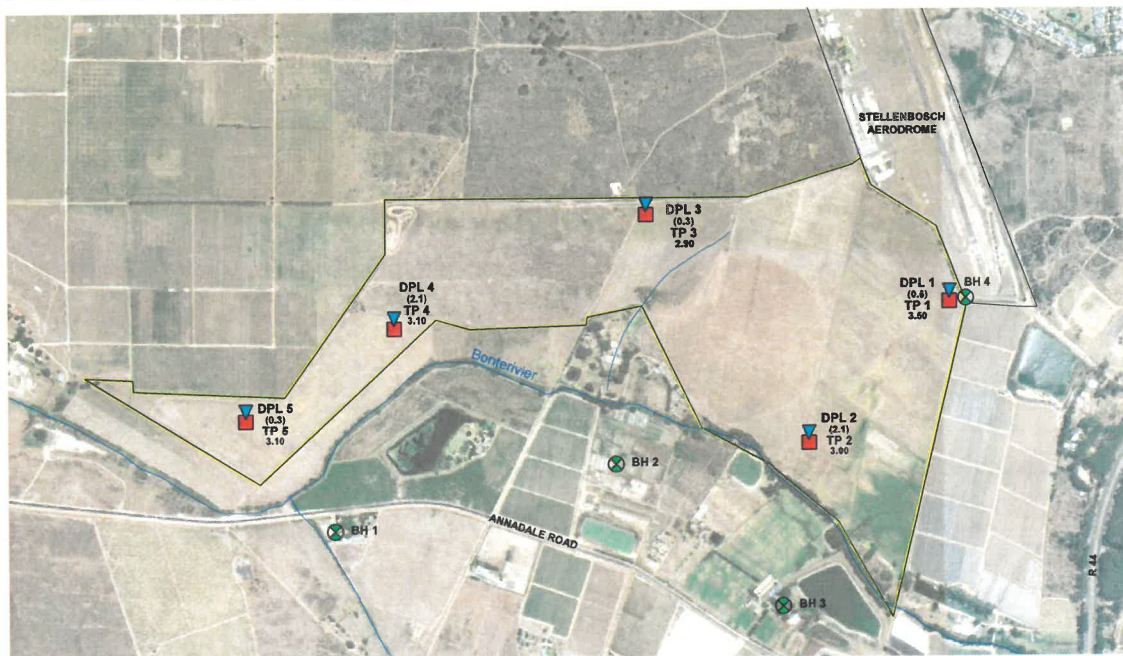 STELLENBOSCH
AERODROME
DPL 3
(0.3)
TP 3
2.90
DPL 1
(0.6)
TP 1
3.50
BH 4
DPL 4
(2.1)
TP 4
3.10
Bonterivier
DPL 5
(0.3)
TP 5
3.10
DPL 2
(2.1)
TP 2
3.00
BH 2
ANNADALE ROAD
BH 1
BH 3
R 44